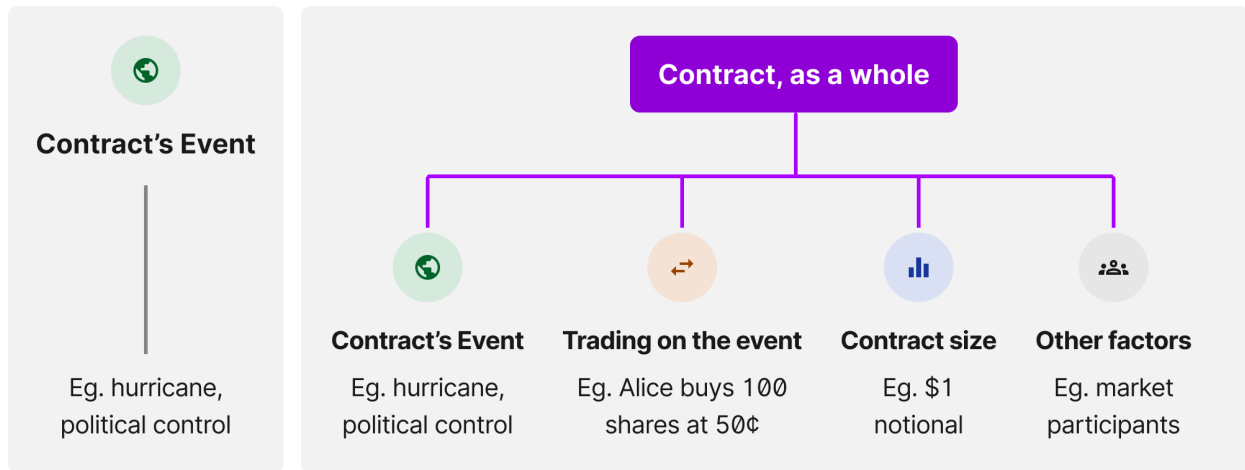 Contract’s Event
Eg. hurricane,
political control
Contract, as a whole
Contract’s Event
Eg. hurricane,
political control
Trading on the event
Eg. Alice buys 100
shares at 50¢
Contract size
Eg. $1
notional
Other factors
Eg. market
participants